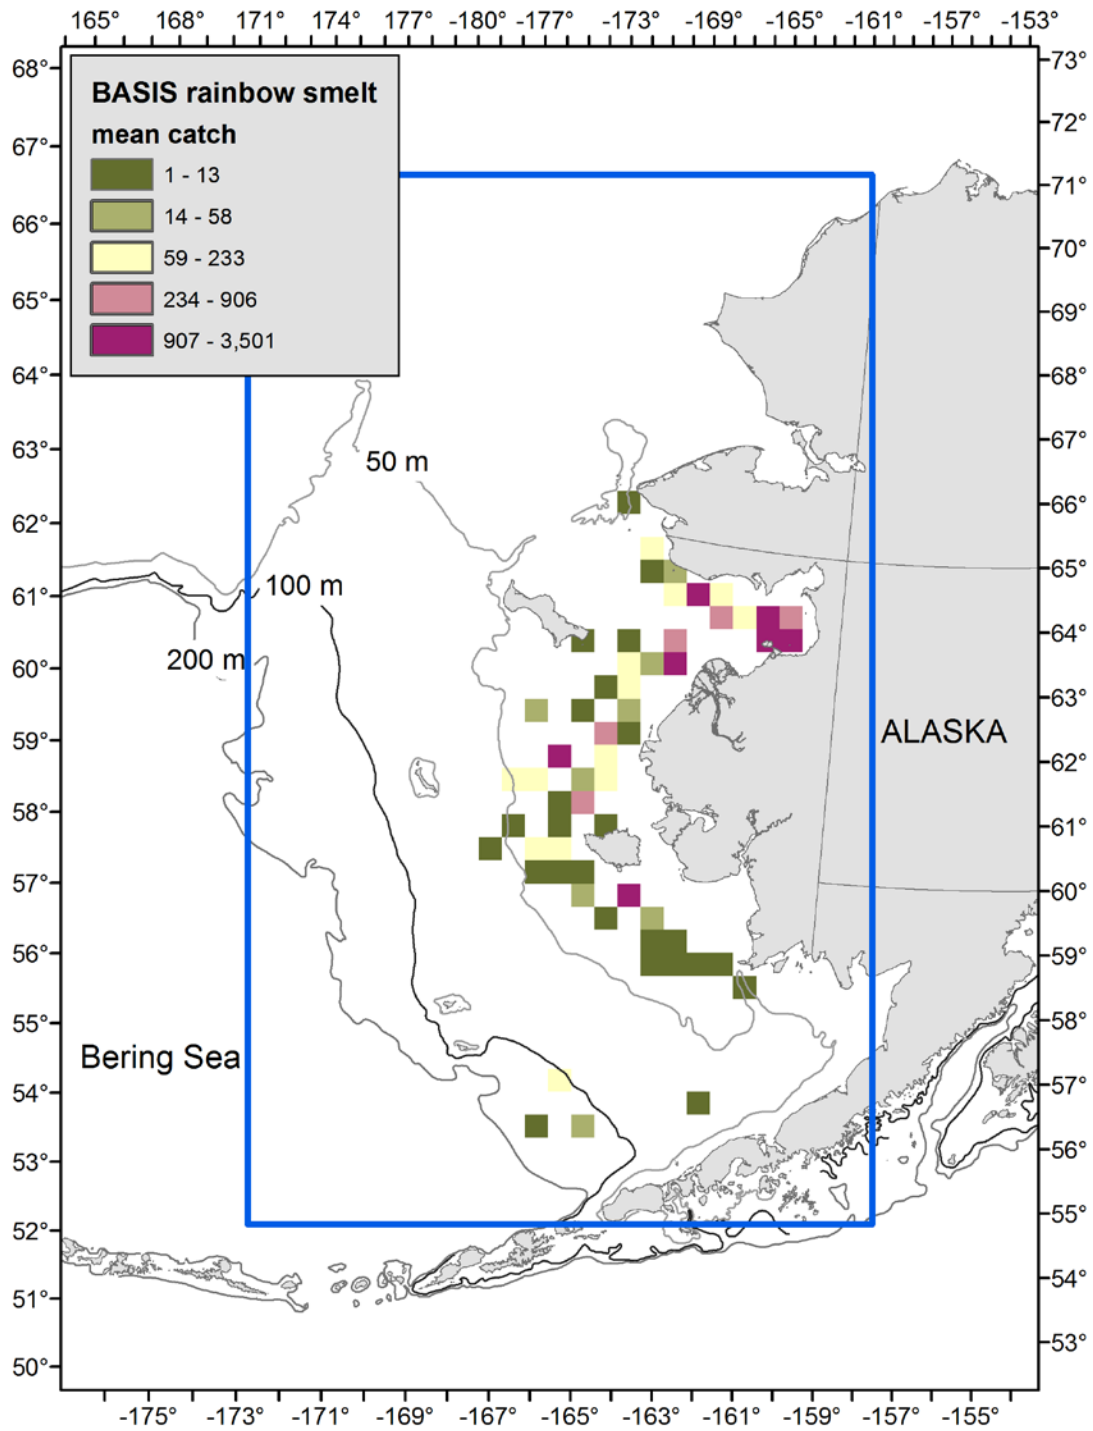 165° 168° 171° 174° 177° -180° -177° -173° -169° -165° -161° -157° -153°
68° 73°
BASIS rainbow smelt
mean catch
1 - 13
14 - 58
59 - 233
234 - 906
907 - 3,501
67° 72°
71°
66° 70°
65° 69°
64° 68°
63° 67°
50 m
62° 66°
61° 65°
100 m
60° 64°
200 m
63°
59° ALASKA
62°
58° 61°
57° 60°
56° 59°
55° 58°
Bering Sea
54° 57°
53° 56°
52° 55°
51° 54°
53°
50°
-175° -173° -171° -169° -167° -165° -163° -161° -159° -157° -155°